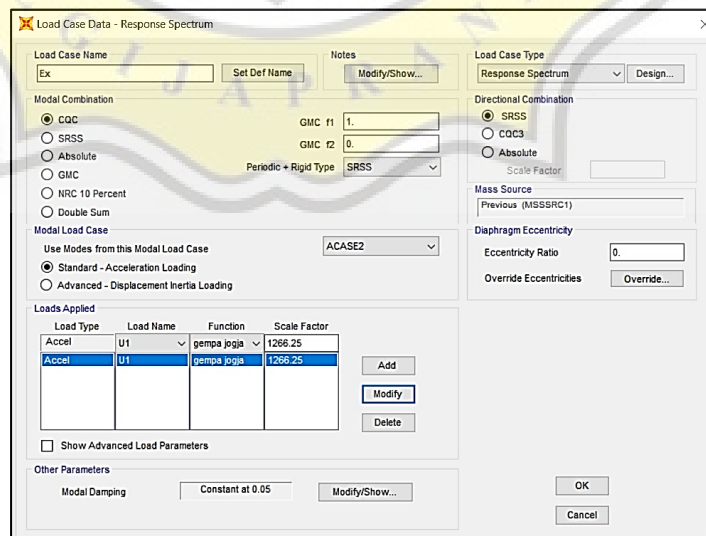 Load Case Data - Response Spectrum
Load Case Name
Ex
Set Def Name
Notes
Modify/Show...
Load Case Type
Response Spectrum
Design...
Modal Combination
CQC
SRSS
Absolute
GMC
NRC 10 Percent
Double Sum
GMC f1 1.
GMC f2 0.
Periodic + Rigid Type SRSS
Directional Combination
SRSS
CQC3
Absolute
Scale Factor
Mass Source
Previous (MSSSRC1)
Modal Load Case
Use Modes from this Modal Load Case ACASE2
Standard - Acceleration Loading
Advanced - Displacement Inertia Loading
Diaphragm Eccentricity
Eccentricity Ratio 0.
Override Eccentricities Override...
Loads Applied
Load Type Load Name Function Scale Factor
Accel U1 gempa jogja 1266.25
Accel U1 gempa jogja 1266.25
Add
Modify
Delete
Show Advanced Load Parameters
Other Parameters
Modal Damping Constant at 0.05 Modify/Show...
OK
Cancel
G I J A P R A N